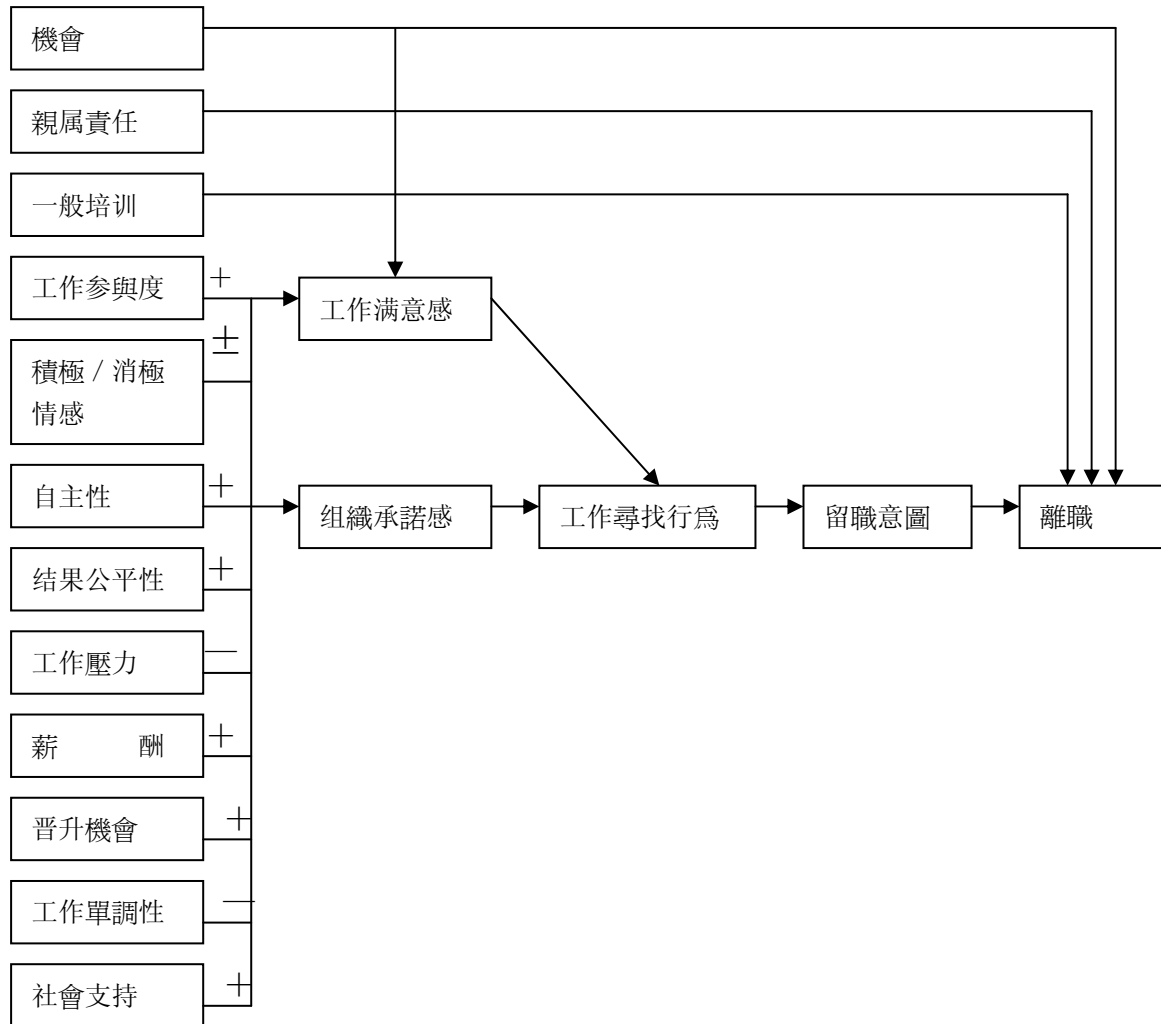 機會
親属責任
一般培训
工作参與度
+
工作满意感
±
積極 / 消極
情感
自主性
+
组織承諾感
工作尋找行爲
留職意圖
離職
结果公平性
+
工作壓力
—
薪 酬
+
晋升機會
+
工作單調性
—
社會支持
+